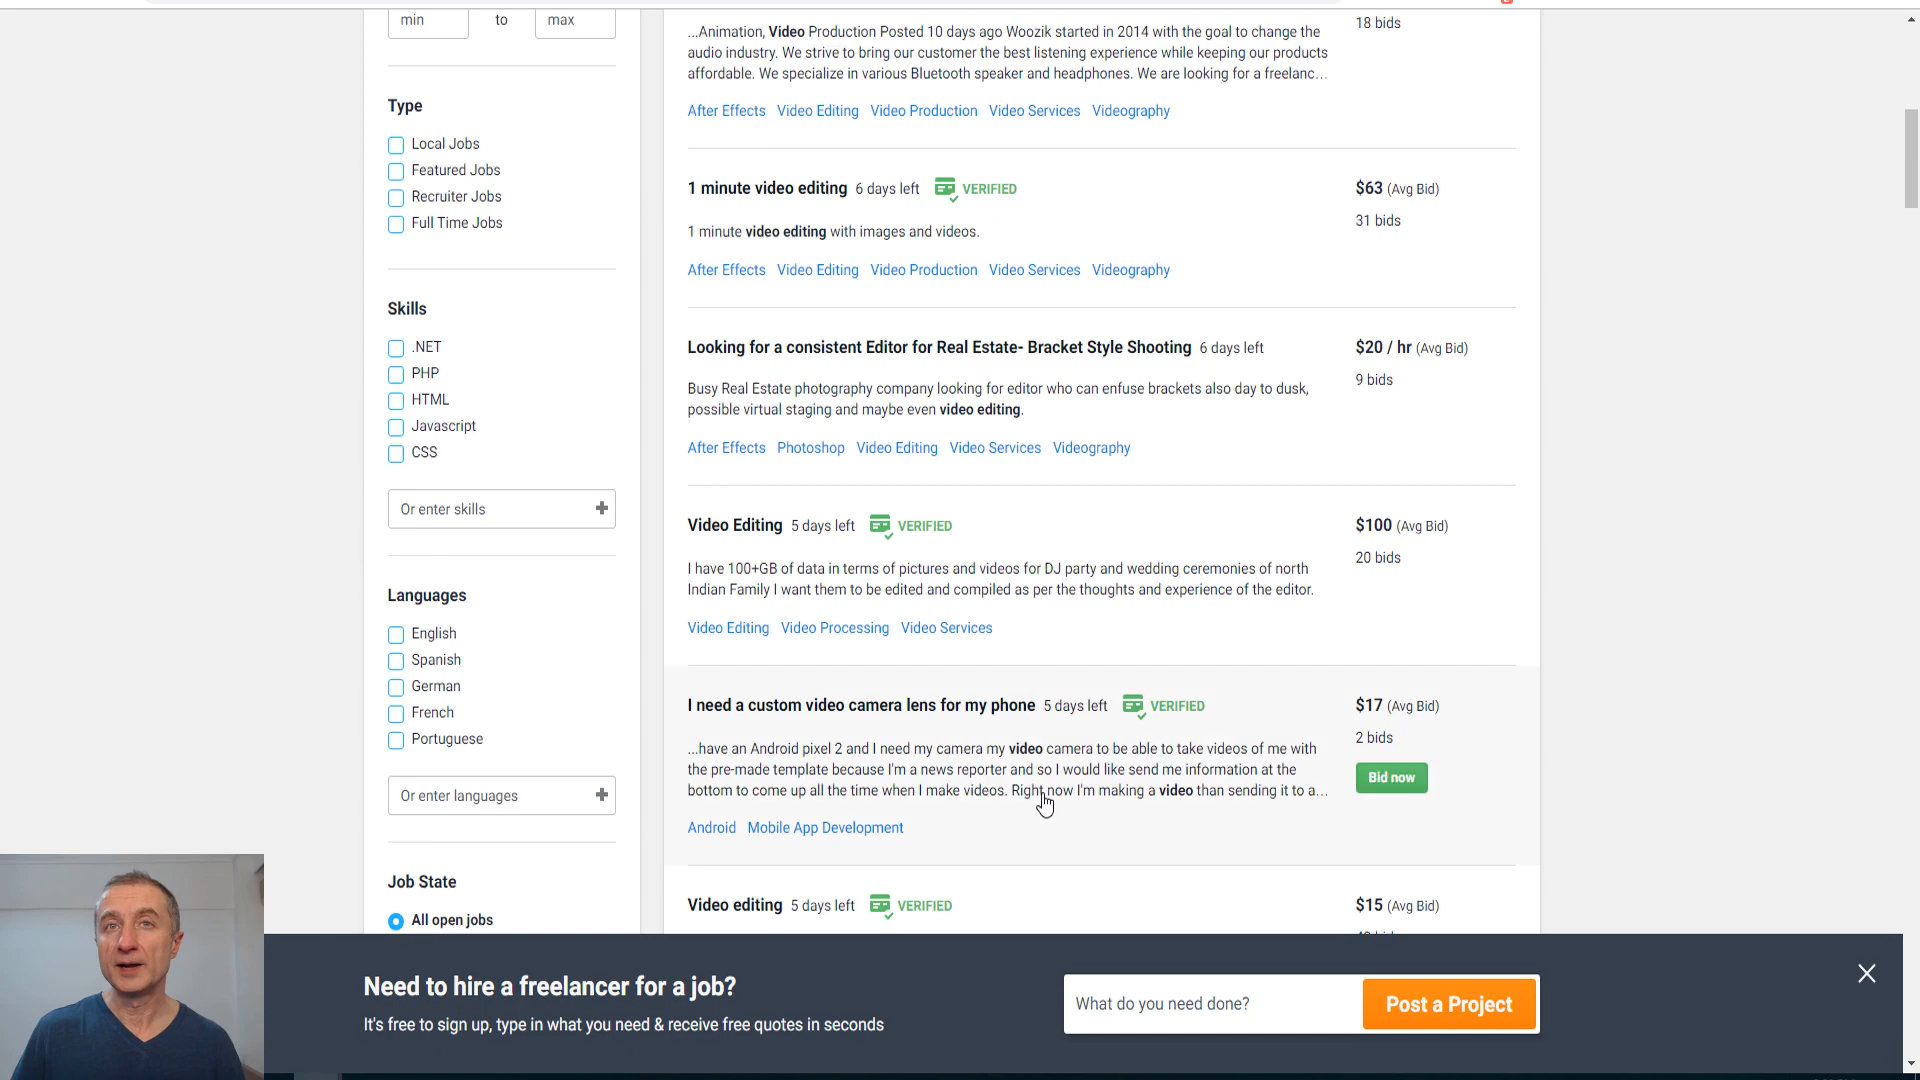 min to max
Type
Local Jobs
Featured Jobs
Recruiter Jobs
Full Time Jobs
Skills
.NET
PHP
HTML
Javascript
CSS
Or enter skills
Languages
English
Spanish
German
French
Portuguese
Or enter languages
Job State
All open jobs
...Animation, Video Production Posted 10 days ago Woozik started in 2014 with the goal to change the
audio industry. We strive to bring our customer the best listening experience while keeping our products
affordable. We specialize in various Bluetooth speaker and headphones. We are looking for a freelanc...
After Effects Video Editing Video Production Video Services Videography
18 bids
1 minute video editing 6 days left VERIFIED
1 minute video editing with images and videos.
After Effects Video Editing Video Production Video Services Videography
$63 (Avg Bid)
31 bids
Looking for a consistent Editor for Real Estate- Bracket Style Shooting 6 days left
Busy Real Estate photography company looking for editor who can enfuse brackets also day to dusk,
possible virtual staging and maybe even video editing.
After Effects Photoshop Video Editing Video Services Videography
$20 / hr (Avg Bid)
9 bids
Video Editing 5 days left VERIFIED
I have 100+GB of data in terms of pictures and videos for DJ party and wedding ceremonies of north
Indian Family I want them to be edited and compiled as per the thoughts and experience of the editor.
Video Editing Video Processing Video Services
$100 (Avg Bid)
20 bids
I need a custom video camera lens for my phone 5 days left VERIFIED
...have an Android pixel 2 and I need my camera my video camera to be able to take videos of me with
the pre-made template because I'm a news reporter and so I would like send me information at the
bottom to come up all the time when I make videos. Right now I'm making a video than sending it to a...
Android Mobile App Development
$17 (Avg Bid)
2 bids
Bid now
Video editing 5 days left VERIFIED
$15 (Avg Bid)
Need to hire a freelancer for a job?
It's free to sign up, type in what you need & receive free quotes in seconds
What do you need done?
Post a Project